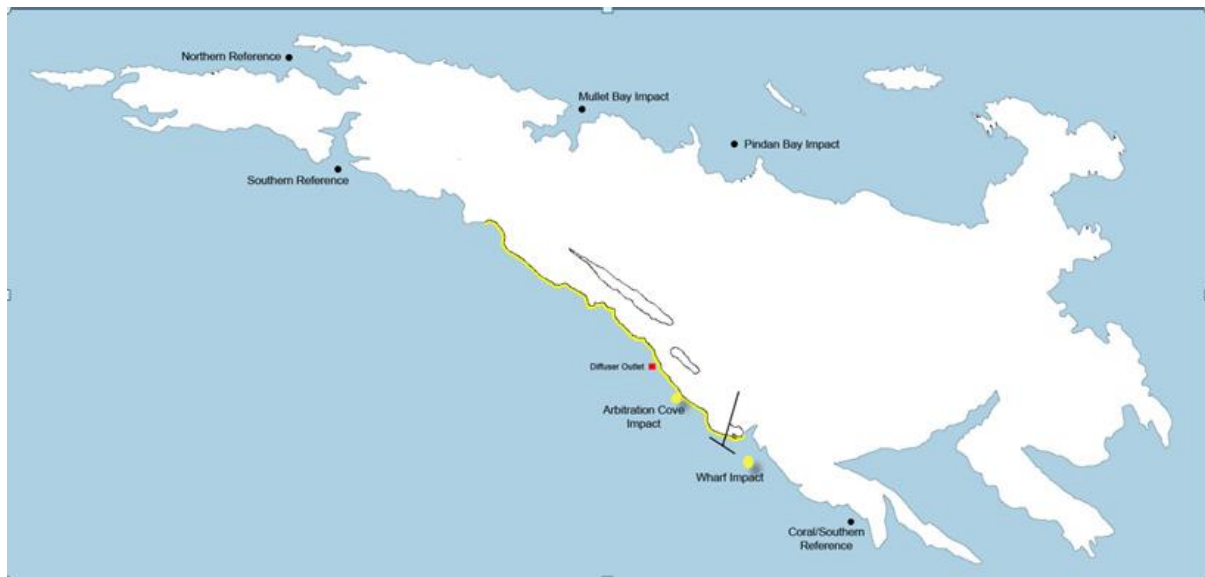 Northern Reference
Mullet Bay Impact
Pindan Bay Impact
Southern Reference
Diffuser Outlet
Arbitration Cove
Impact
Wharf Impact
Coral/Southern
Reference